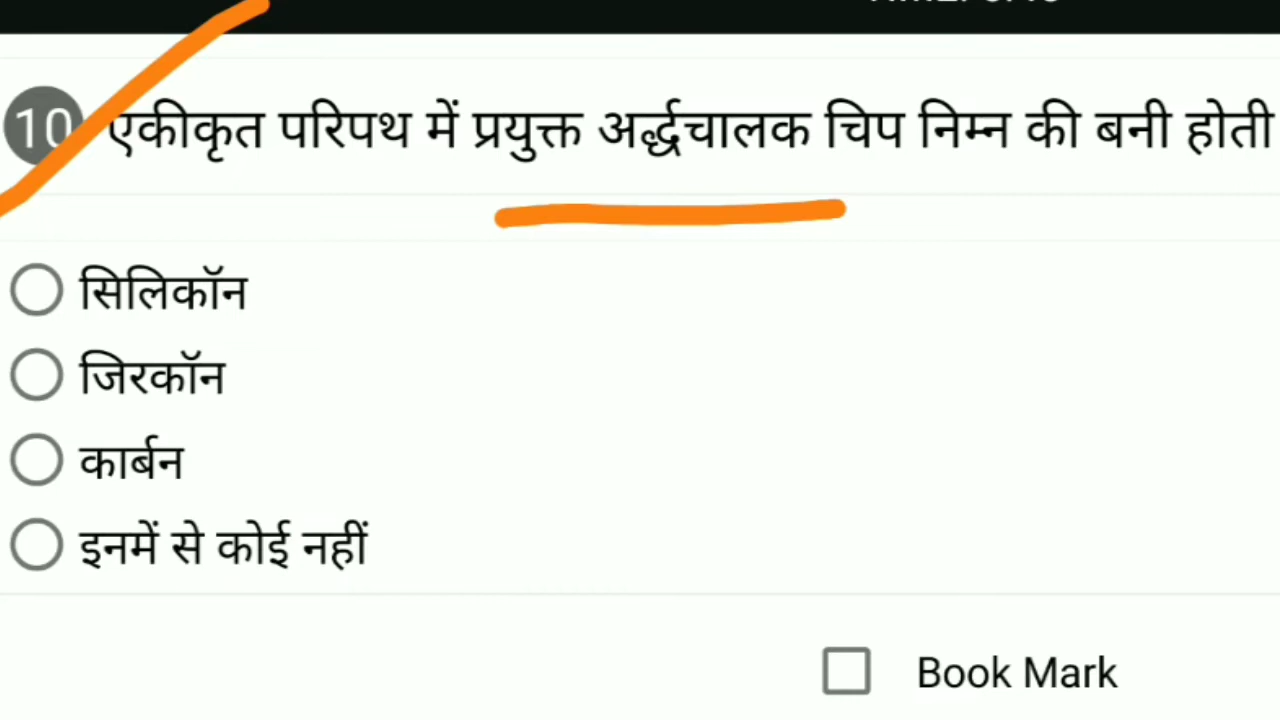 10 एकीकृत परिपथ में प्रयुक्त अर्द्धचालक चिप निम्न की बनी होती
सिलिकॉन
जिरकॉन
कार्बन
इनमें से कोई नहीं
Book Mark